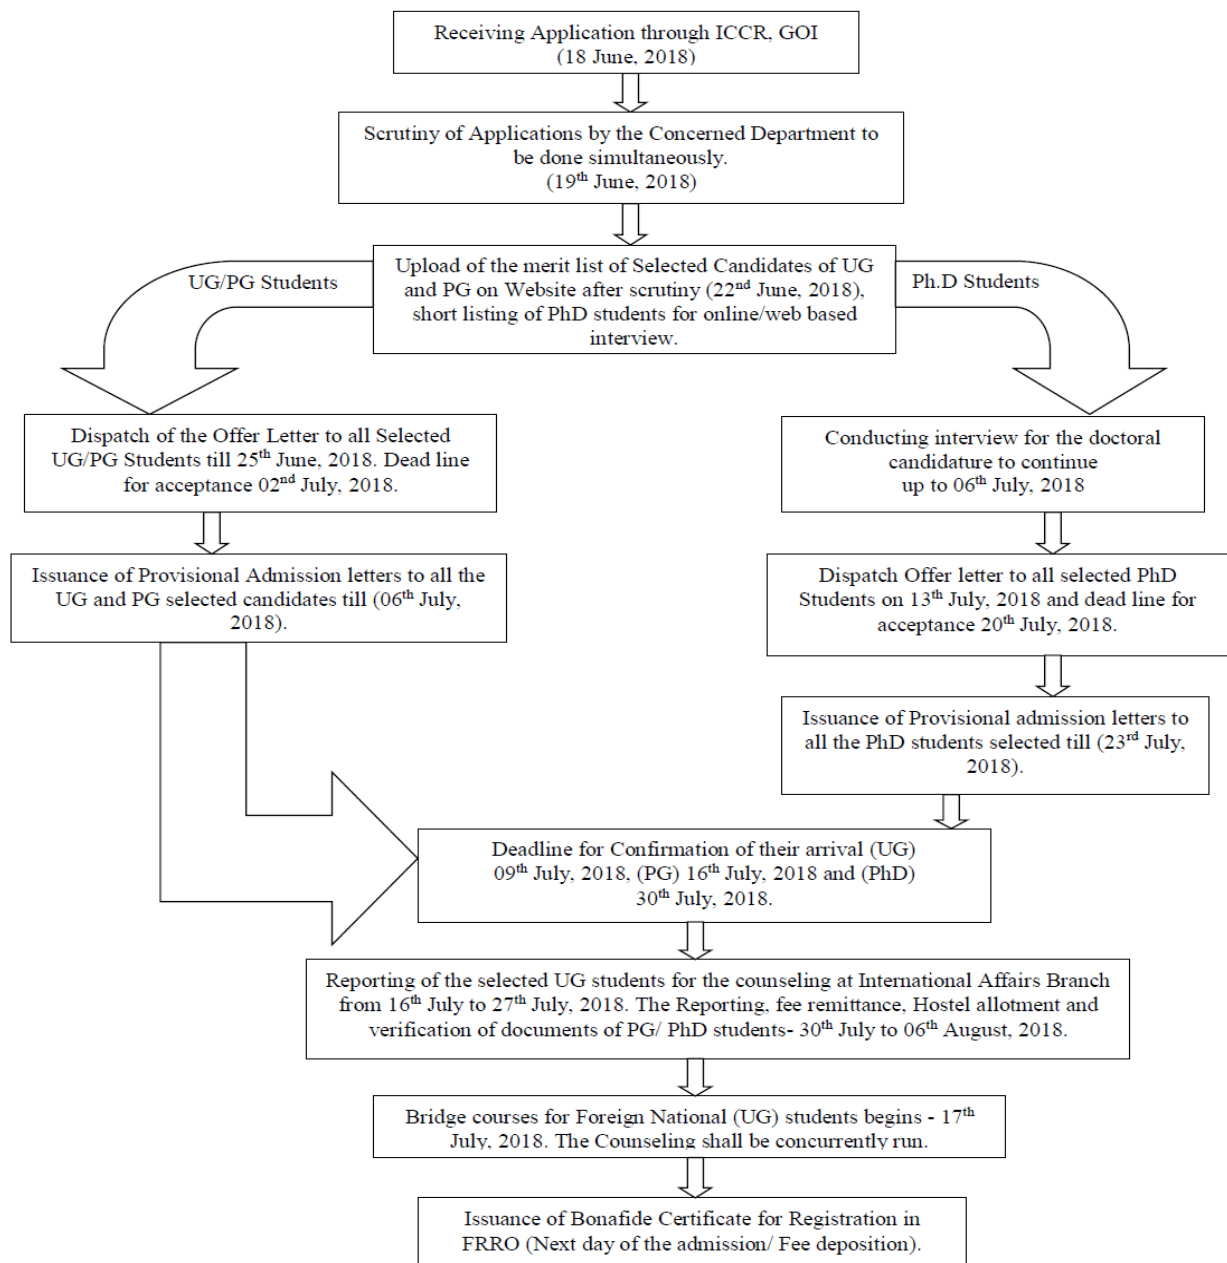 Receiving Application through ICCR, GOI
(18 June, 2018)
Scrutiny of Applications by the Concerned Department to
be done simultaneously.
(19th June, 2018)
UG/PG Students
Upload of the merit list of Selected Candidates of UG
and PG on Website after scrutiny (22nd June, 2018),
short listing of PhD students for online/web based
interview.
Ph.D Students
Dispatch of the Offer Letter to all Selected
UG/PG Students till 25th June, 2018. Dead line
for acceptance 02nd July, 2018.
Conducting interview for the doctoral
candidature to continue
up to 06th July, 2018
Issuance of Provisional Admission letters to all the
UG and PG selected candidates till (06th July,
2018).
Dispatch Offer letter to all selected PhD
Students on 13th July, 2018 and dead line for
acceptance 20th July, 2018.
Issuance of Provisional admission letters to
all the PhD students selected till (23rd July,
2018).
Deadline for Confirmation of their arrival (UG)
09th July, 2018, (PG) 16th July, 2018 and (PhD)
30th July, 2018.
Reporting of the selected UG students for the counseling at International Affairs Branch
from 16th July to 27th July, 2018. The Reporting, fee remittance, Hostel allotment and
verification of documents of PG/ PhD students- 30th July to 06th August, 2018.
Bridge courses for Foreign National (UG) students begins - 17th
July, 2018. The Counseling shall be concurrently run.
Issuance of Bonafide Certificate for Registration in
FRRO (Next day of the admission/ Fee deposition).